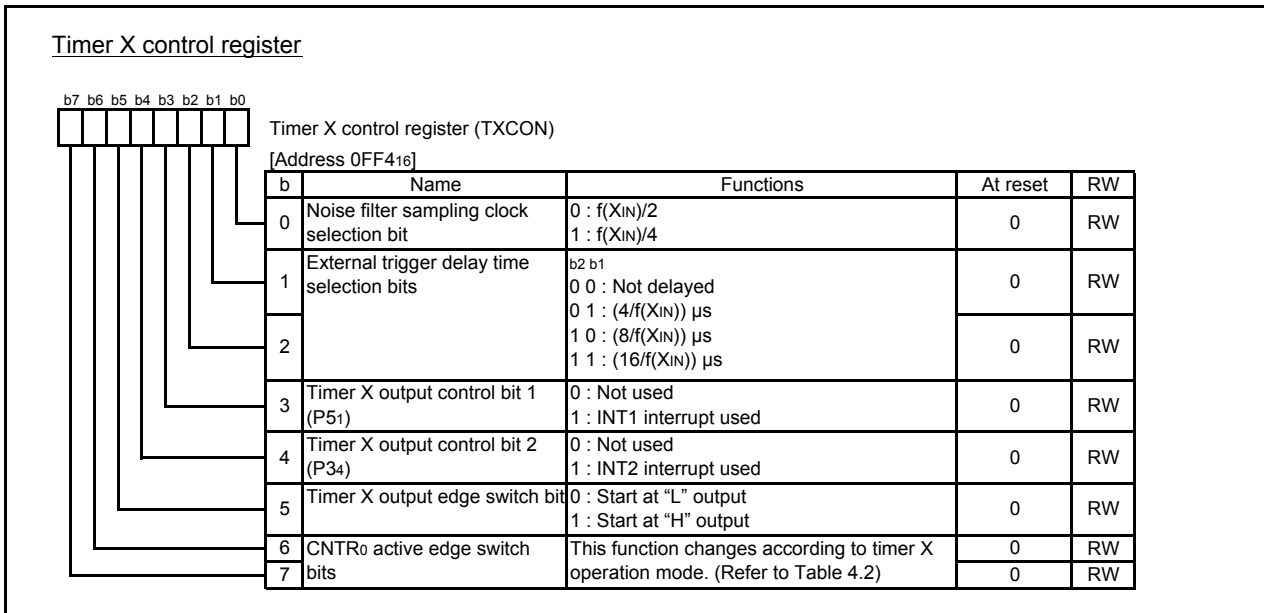 Timer X control register
b7 b6 b5 b4 b3 b2 b1 b0
Timer X control register (TXCON)
[Address 0FF416]
b Name Functions At reset RW
0 Noise filter sampling clock selection bit 0 : f(XIN)/2 0 RW
1 : f(XIN)/4
1 External trigger delay time selection bits b2 b1 0 RW
0 0 : Not delayed
0 1 : (4/f(XIN)) µs
2 1 0 : (8/f(XIN)) µs 0 RW
1 1 : (16/f(XIN)) µs
3 Timer X output control bit 1 (P51) 0 : Not used 0 RW
1 : INT1 interrupt used
4 Timer X output control bit 2 (P34) 0 : Not used 0 RW
1 : INT2 interrupt used
5 Timer X output edge switch bit 0 : Start at “L” output 0 RW
1 : Start at “H” output
6 CNTR0 active edge switch This function changes according to timer X 0 RW
7 bits operation mode. (Refer to Table 4.2) 0 RW